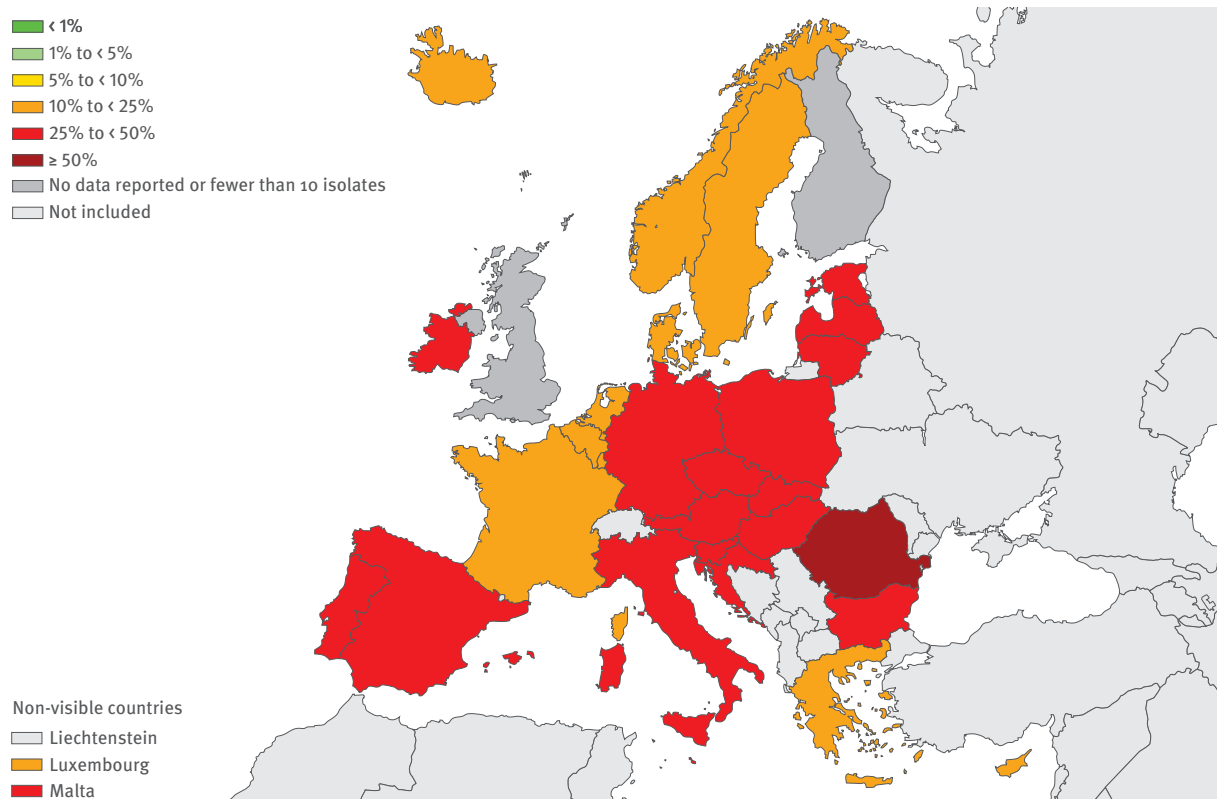 < 1%
1% to < 5%
5% to < 10%
10% to < 25%
25% to < 50%
≥ 50%
No data reported or fewer than 10 isolates
Not included
Non-visible countries
Liechtenstein
Luxembourg
Malta